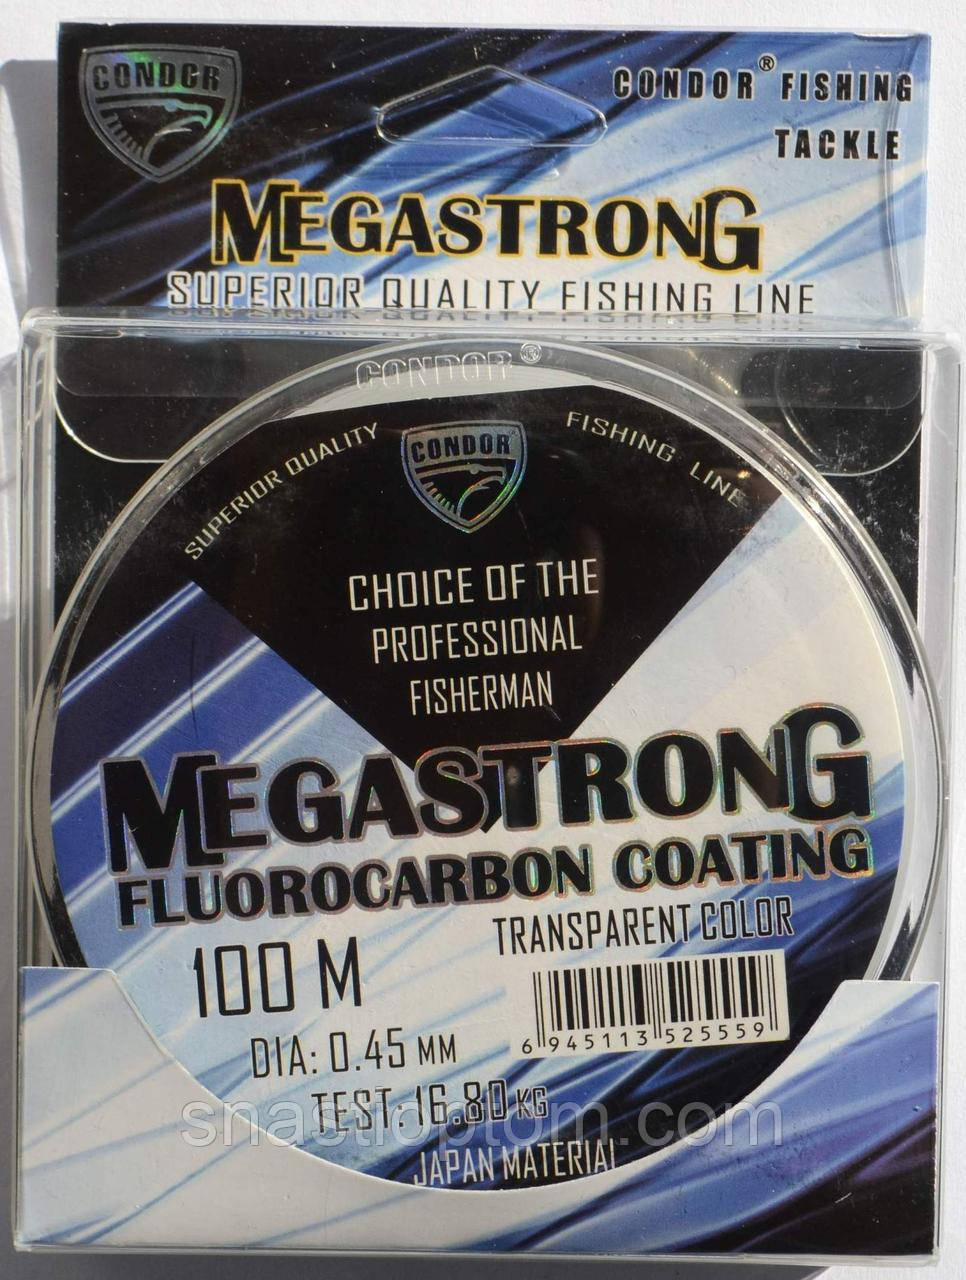 CONDOR
CONDOR® FISHING
TACKLE
MEGASTRONG
SUPERIOR QUALITY FISHING LINE
CONDOR®
SUPERIOR QUALITY
CONDOR
FISHING LINE
CHOICE OF THE
PROFESSIONAL
FISHERMAN
MEGASTRONG
FLUOROCARBON COATING
TRANSPARENT COLOR
100 M
6 945113 525559
DIA: 0.45 MM
TEST: 16.80 KG
snastioptom.com
JAPAN MATERIAL